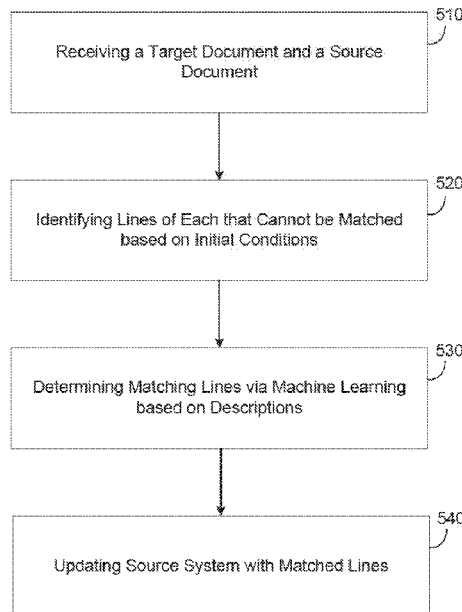 510
Receiving a Target Document and a Source
Document
520
Identifying Lines of Each that Cannot be Matched
based on Initial Conditions
530
Determining Matching Lines via Machine Learning
based on Descriptions
540
Updating Source System with Matched Lines